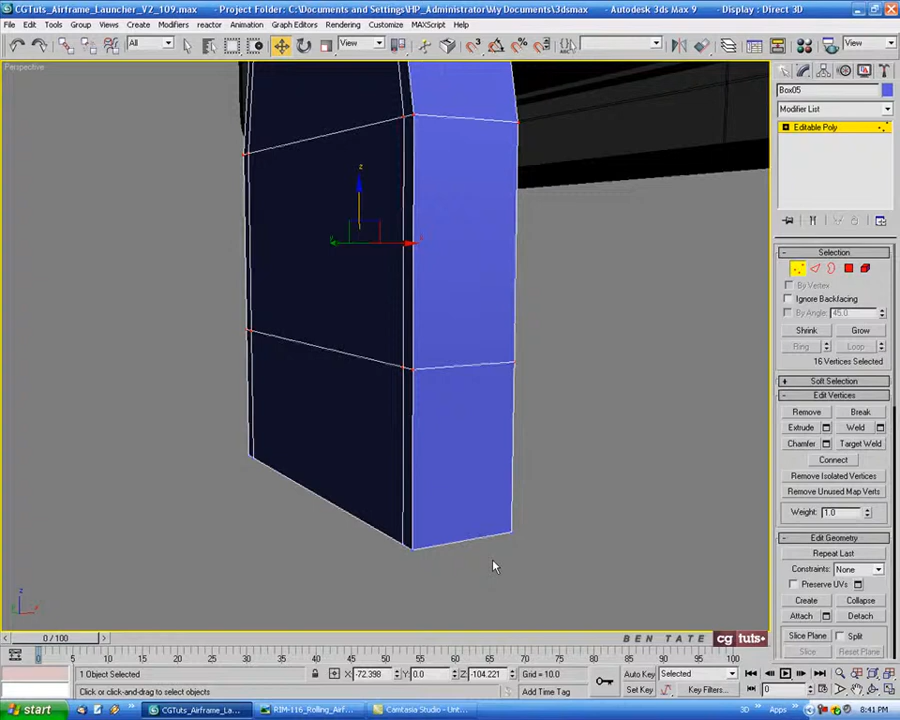 CGTuts_Airframe_Launcher_V2_109.max - Project Folder: C:\Documents and Settings\HP_Administrator\My Documents\3dsmax - Autodesk 3ds Max 9 - Display : Direct 3D
File Edit Tools Group Views Create Modifiers reactor Animation Graph Editors Rendering Customize MAXScript Help
All View View
Perspective
Box05
Modifier List
Editable Poly
z
y
x
Selection
By Vertex
Ignore Backfacing
By Angle: 45.0
Shrink Grow
Ring Loop
16 Vertices Selected
Soft Selection
Edit Vertices
Remove Break
Extrude Weld
Chamfer Target Weld
Connect
Remove Isolated Vertices
Remove Unused Map Verts
Weight: 1.0
Edit Geometry
Repeat Last
Constraints: None
Preserve UVs
Create Collapse
Attach Detach
Slice Plane Split
Slice Reset Plane
z
x
0 / 100
BEN TATE cg tuts+
0 5 10 15 20 25 30 35 40 45 50 55 60 65 70 75 80 85 90 95 100
1 Object Selected X: -72.398 Y: 0.0 Z: -104.221 Grid = 10.0 Auto Key Selected
Click or click-and-drag to select objects Add Time Tag Set Key Key Filters... 0
start CGTuts_Airframe_La... RIM-116_Rolling_Airf... Camtasia Studio - Unt... Apps 8:41 PM